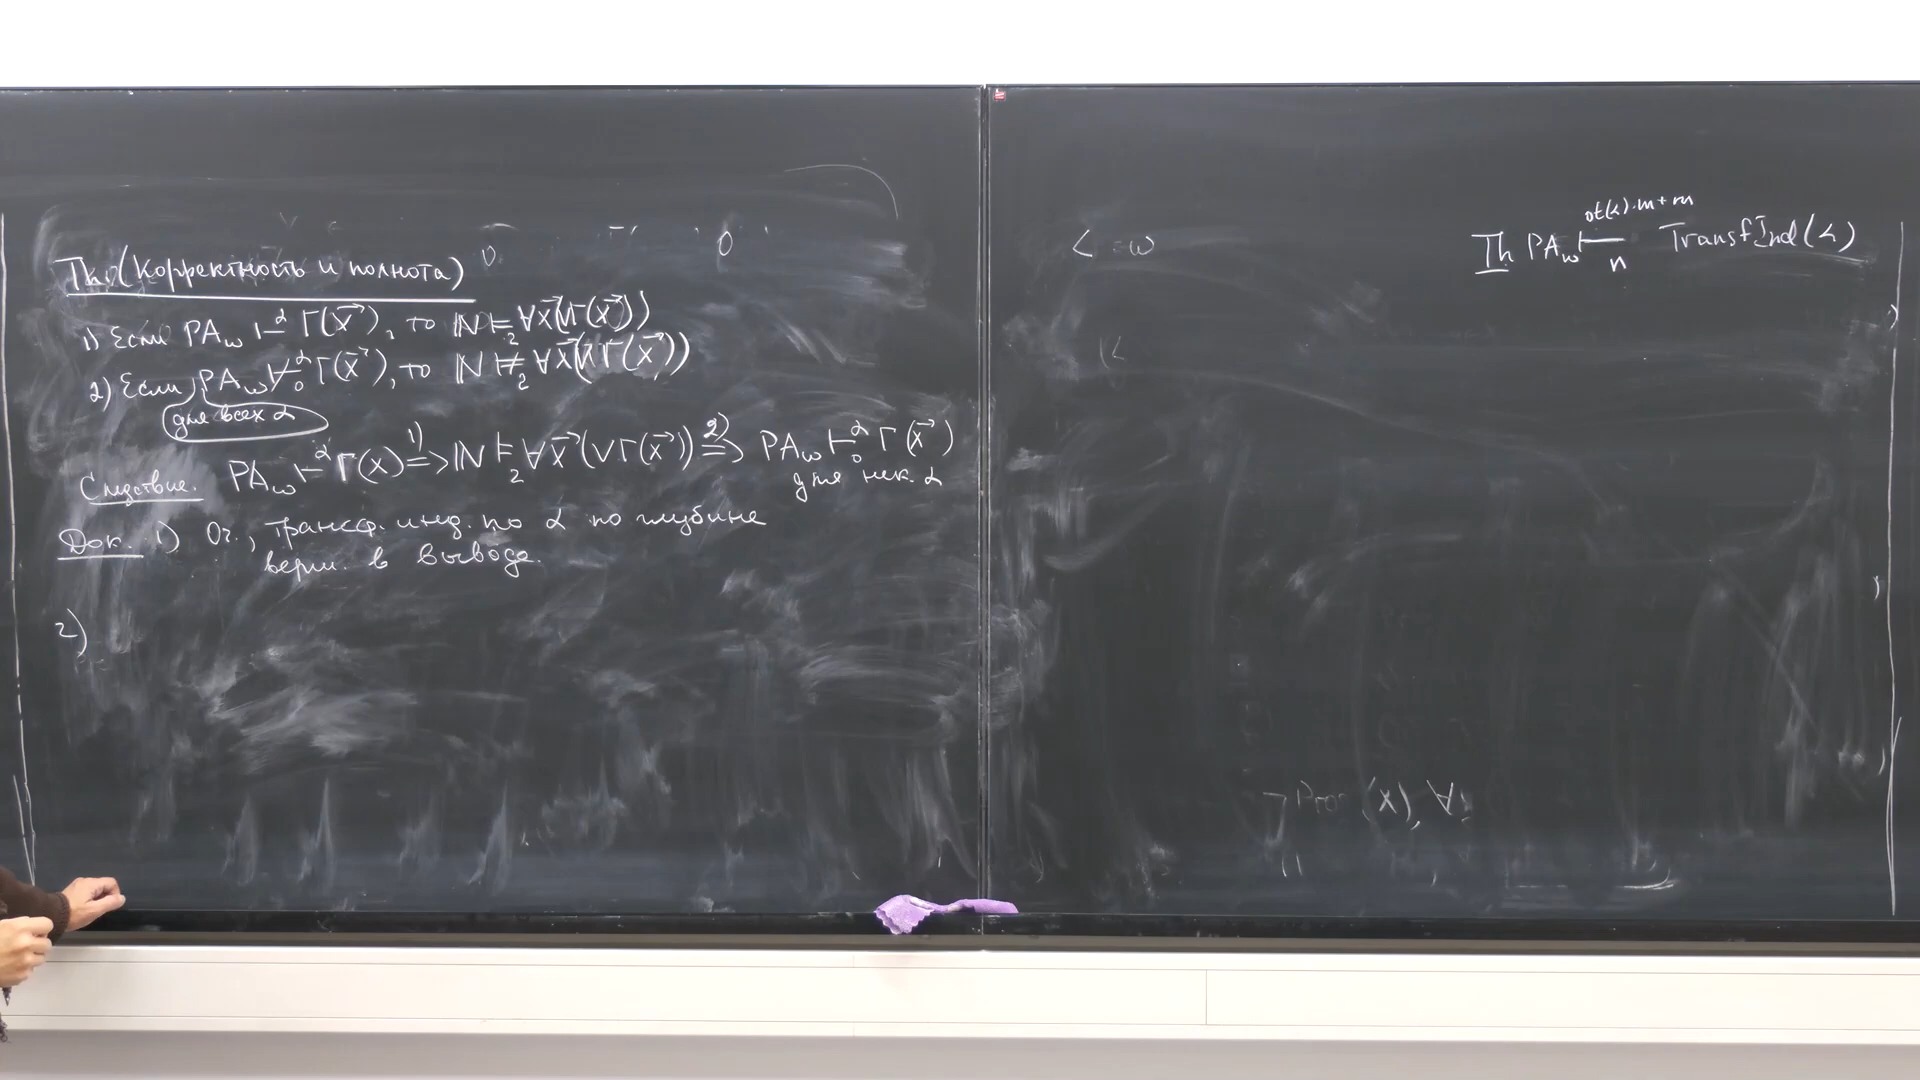 Th. (Корректность и полнота)
1) Если PA_ω ⊢^α Γ(x⃗), то ℕ ⊨_2 ∀x⃗(∨Γ(x⃗))
2) Если PA_ω ⊬^α_0 Γ(x⃗), то ℕ ⊭_2 ∀x⃗(∨Γ(x⃗))
для всех α
Следствие. PA_ω ⊢^α Γ(x) ⇒^{1)} ℕ ⊨_2 ∀x⃗(∨Γ(x⃗)) ⇒^{2)} PA_ω ⊢^α_0 Γ(x⃗)
для нек. α
Док. 1) Оч., трансф. инд. по α по глубине
верш. в выводе.
2)
≺ = ω
Th PA_ω ⊢^{ot(≺)·m+m}_n TransfInd(≺)
¬Prog (x), ∀